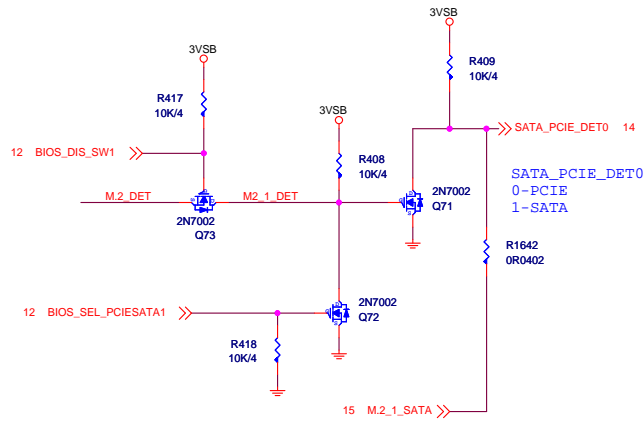 3VSB
R409
10K/4
3VSB
R417
10K/4
3VSB
SATA_PCIE_DET0 14
12 BIOS_DIS_SW1
R408
10K/4
SATA_PCIE_DET0
0-PCIE
1-SATA
M.2_DET
M2_1_DET
2N7002
Q71
2N7002
Q73
R1642
0R0402
2N7002
Q72
12 BIOS_SEL_PCIESATA1
R418
10K/4
15 M.2_1_SATA